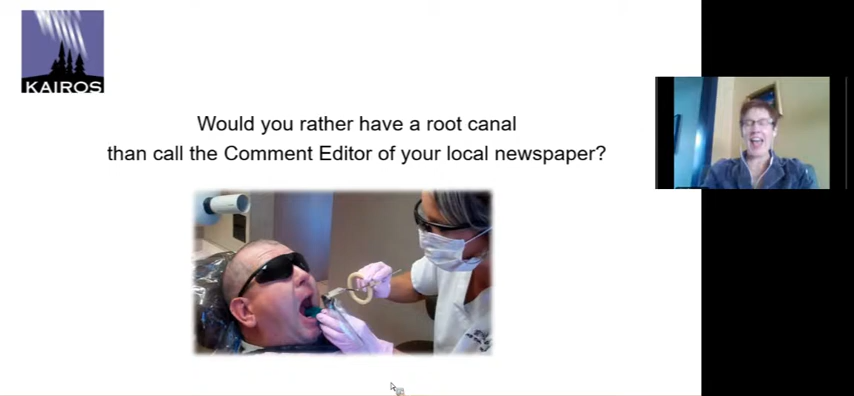 KAIROS
Would you rather have a root canal
than call the Comment Editor of your local newspaper?